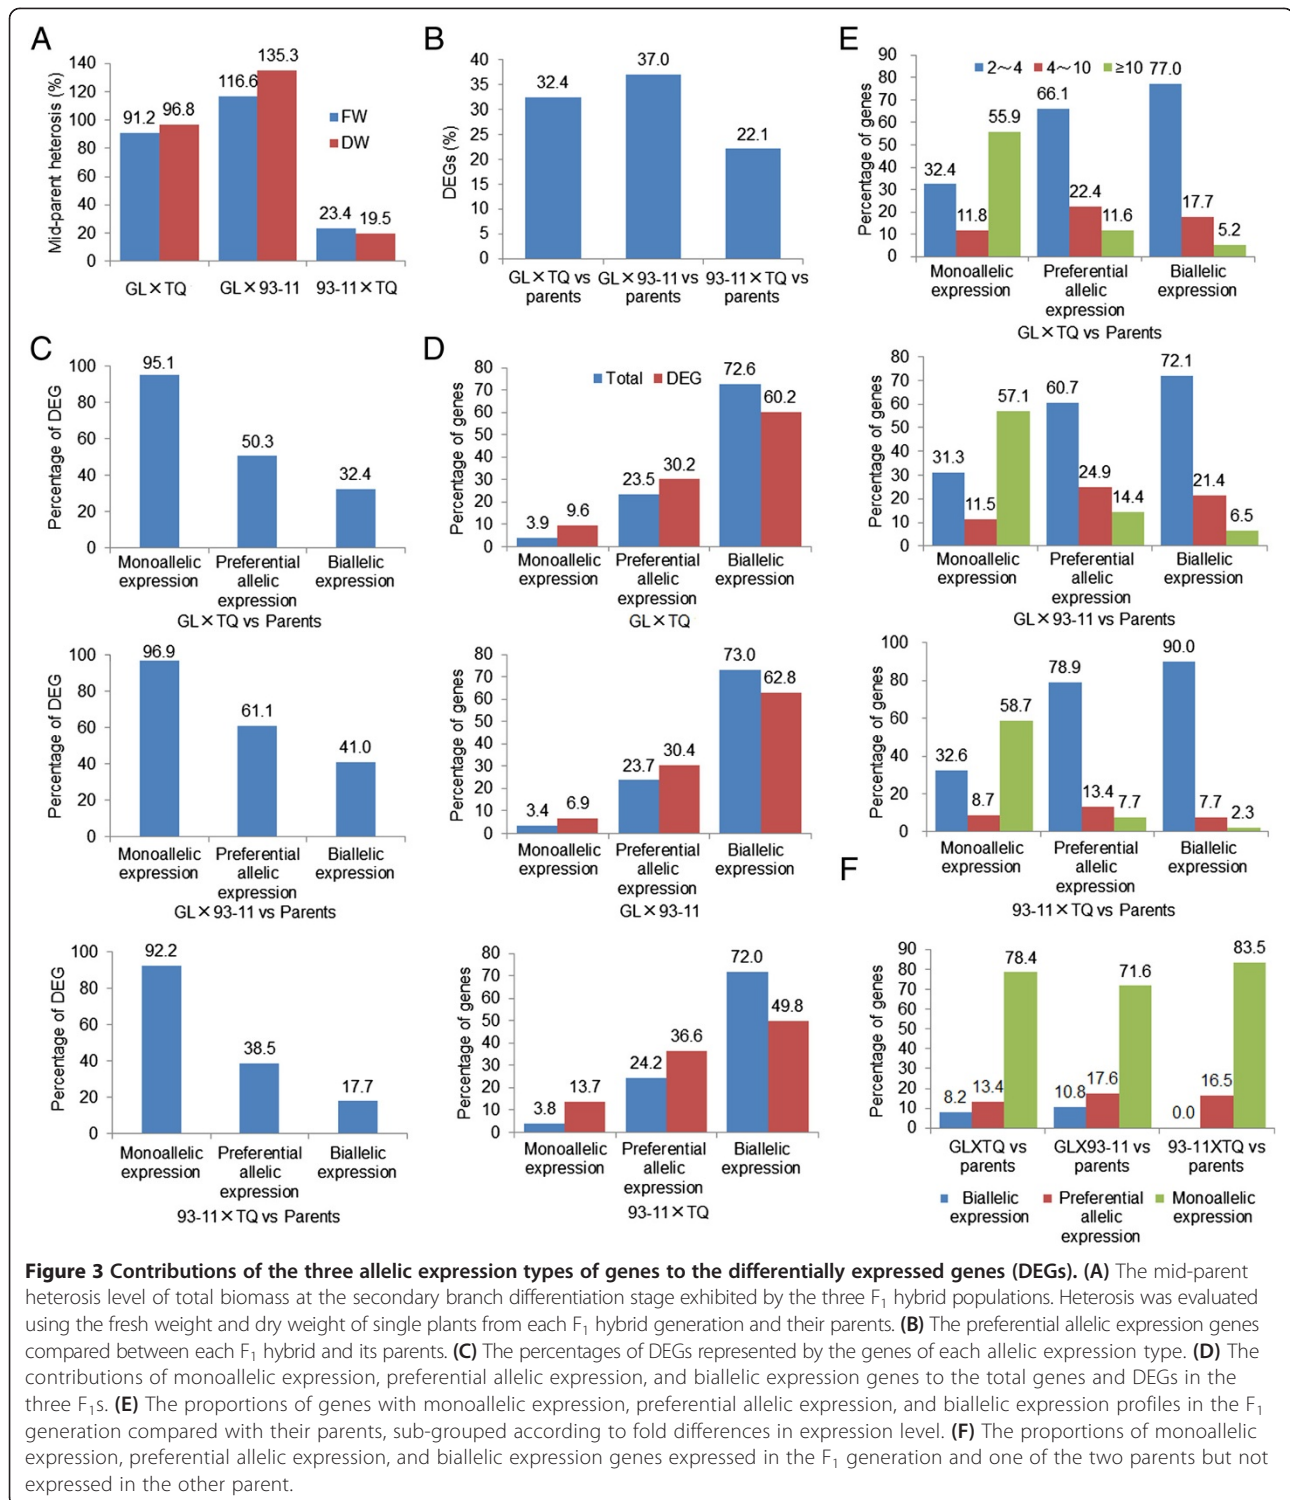 A
Mid-parent heterosis (%)
140
120
100
80
60
40
20
0
91.2
96.8
116.6
135.3
23.4
19.5
FW
DW
GL×TQ
GL×93-11
93-11×TQ
B
DEGs (%)
40
35
30
25
20
15
10
5
0
32.4
37.0
22.1
GL×TQ vs
parents
GL×93-11 vs
parents
93-11×TQ vs
parents
C
Percentage of DEG
100
80
60
40
20
0
95.1
50.3
32.4
Monoallelic
expression
Preferential
allelic
expression
Biallelic
expression
GL×TQ vs Parents
Percentage of DEG
100
80
60
40
20
0
96.9
61.1
41.0
Monoallelic
expression
Preferential
allelic
expression
Biallelic
expression
GL×93-11 vs Parents
Percentage of DEG
100
80
60
40
20
0
92.2
38.5
17.7
Monoallelic
expression
Preferential
allelic
expression
Biallelic
expression
93-11×TQ vs Parents
D
Percentage of genes
80
70
60
50
40
30
20
10
0
Total
DEG
3.9
9.6
23.5
30.2
72.6
60.2
Monoallelic
expression
Preferential
allelic
expression
Biallelic
expression
GL×TQ
Percentage of genes
80
70
60
50
40
30
20
10
0
3.4
6.9
23.7
30.4
73.0
62.8
Monoallelic
expression
Preferential
allelic
expression
Biallelic
expression
GL×93-11
Percentage of genes
80
70
60
50
40
30
20
10
0
3.8
13.7
24.2
36.6
72.0
49.8
Monoallelic
expression
Preferential
allelic
expression
Biallelic
expression
93-11×TQ
E
Percentage of genes
90
80
70
60
50
40
30
20
10
0
2～4
4～10
≥10
32.4
11.8
55.9
66.1
22.4
11.6
77.0
17.7
5.2
Monoallelic
expression
Preferential
allelic
expression
Biallelic
expression
GL×TQ vs Parents
Percentage of genes
80
70
60
50
40
30
20
10
0
31.3
11.5
57.1
60.7
24.9
14.4
72.1
21.4
6.5
Monoallelic
expression
Preferential
allelic
expression
Biallelic
expression
GL×93-11 vs Parents
Percentage of genes
100
80
60
40
20
0
32.6
8.7
58.7
78.9
13.4
7.7
90.0
7.7
2.3
Monoallelic
expression
Preferential
allelic
expression
Biallelic
expression
93-11×TQ vs Parents
F
Percentage of genes
90
80
70
60
50
40
30
20
10
0
8.2
13.4
78.4
10.8
17.6
71.6
0.0
16.5
83.5
GLXTQ vs
parents
GLX93-11 vs
parents
93-11XTQ vs
parents
Biallelic
expression
Preferential
allelic
expression
Monoallelic
expression
Figure 3 Contributions of the three allelic expression types of genes to the differentially expressed genes (DEGs). (A) The mid-parent
heterosis level of total biomass at the secondary branch differentiation stage exhibited by the three F1 hybrid populations. Heterosis was evaluated
using the fresh weight and dry weight of single plants from each F1 hybrid generation and their parents. (B) The preferential allelic expression genes
compared between each F1 hybrid and its parents. (C) The percentages of DEGs represented by the genes of each allelic expression type. (D) The
contributions of monoallelic expression, preferential allelic expression, and biallelic expression genes to the total genes and DEGs in the
three F1s. (E) The proportions of genes with monoallelic expression, preferential allelic expression, and biallelic expression profiles in the F1
generation compared with their parents, sub-grouped according to fold differences in expression level. (F) The proportions of monoallelic
expression, preferential allelic expression, and biallelic expression genes expressed in the F1 generation and one of the two parents but not
expressed in the other parent.